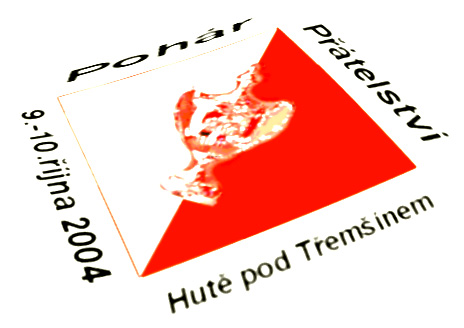 Pohár
Přátelství
9.-10.října 2004
Hutě pod Třemšínem